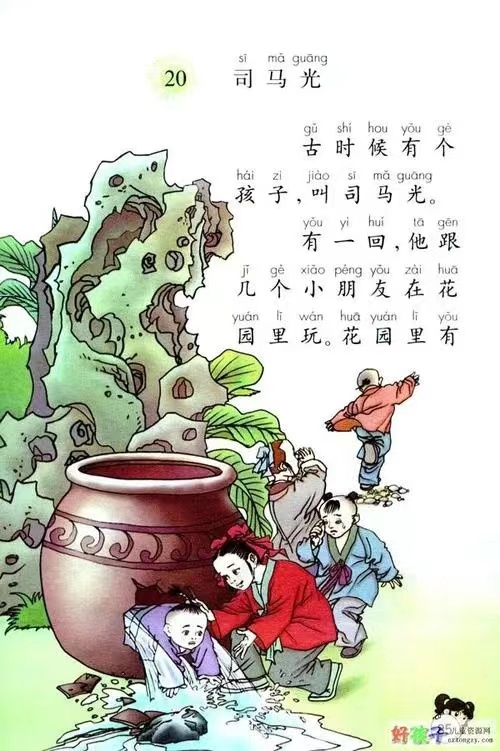 sī mǎ guāng
20 司马光
gǔ shí hou yǒu gè
古时候有个
hái zi jiào sī mǎ guāng
孩子，叫司马光。
yǒu yì huí tā gēn
有一回，他跟
jǐ gè xiǎo péng yǒu zài huā
几个小朋友在花
yuán lǐ wán huā yuán lǐ yǒu
园里玩。花园里有
好孩子
儿童资源网